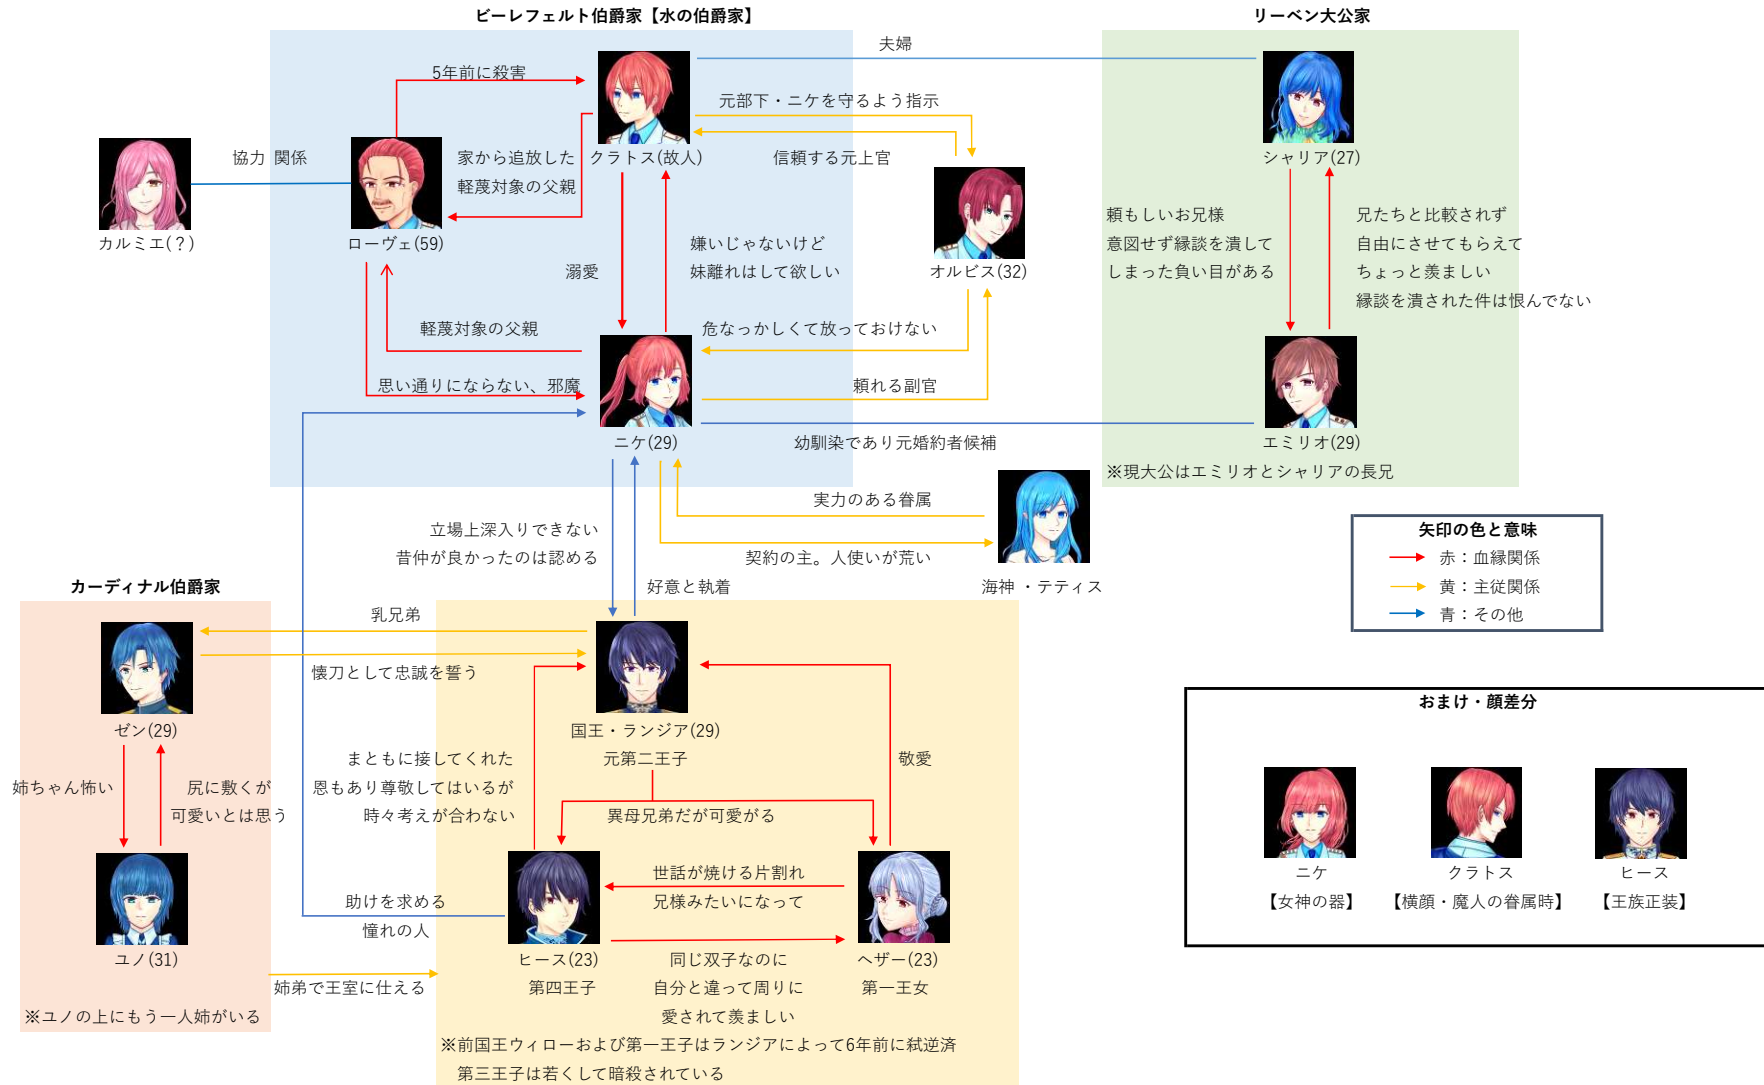 ビーレフェルト伯爵家【水の伯爵家】
リーベン大公家
夫婦
5年前に殺害
元部下・ニケを守るよう指示
協力 関係
家から追放した
軽蔑対象の父親
クラトス(故人)
信頼する元上官
シャリア(27)
カルミエ(？)
ローヴェ(59)
嫌いじゃないけど
妹離れはして欲しい
溺愛
オルビス(32)
頼もしいお兄様
意図せず縁談を潰して
しまった負い目がある
兄たちと比較されず
自由にさせてもらえて
ちょっと羨ましい
縁談を潰された件は恨んでない
軽蔑対象の父親
危なっかしくて放っておけない
思い通りにならない、邪魔
頼れる副官
ニケ(29)
幼馴染であり元婚約者候補
エミリオ(29)
※現大公はエミリオとシャリアの長兄
実力のある眷属
立場上深入りできない
昔仲が良かったのは認める
契約の主。人使いが荒い
好意と執着
海神 ・テティス
矢印の色と意味
赤：血縁関係
黄：主従関係
青：その他
カーディナル伯爵家
乳兄弟
懐刀として忠誠を誓う
ゼン(29)
国王・ランジア(29)
元第二王子
まともに接してくれた
恩もあり尊敬してはいるが
時々考えが合わない
敬愛
姉ちゃん怖い
尻に敷くが
可愛いとは思う
異母兄弟だが可愛がる
世話が焼ける片割れ
兄様みたいになって
助けを求める
憧れの人
ユノ(31)
ヒース(23)
第四王子
同じ双子なのに
自分と違って周りに
愛されて羨ましい
ヘザー(23)
第一王女
姉弟で王室に仕える
※ユノの上にもう一人姉がいる
※前国王ウィローおよび第一王子はランジアによって6年前に弑逆済
第三王子は若くして暗殺されている
おまけ・顔差分
ニケ
【女神の器】
クラトス
【横顔・魔人の眷属時】
ヒース
【王族正装】